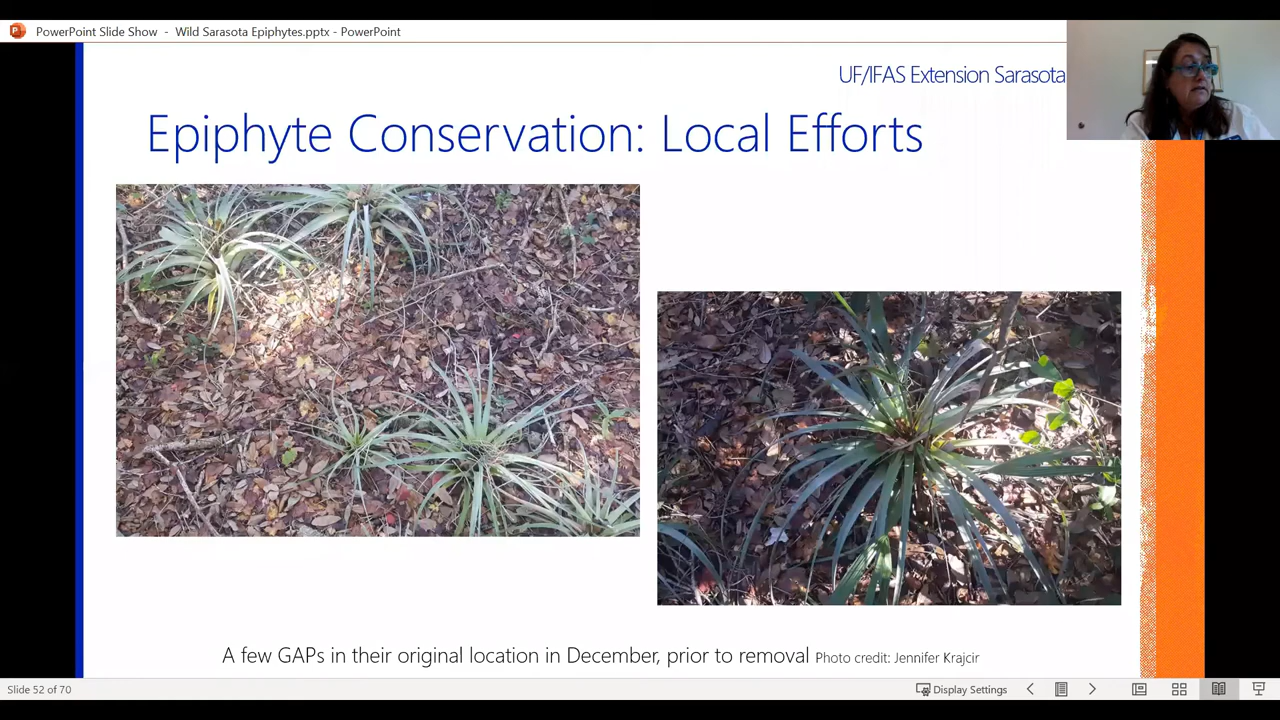 PowerPoint Slide Show - Wild Sarasota Epiphytes.pptx - PowerPoint
UF/IFAS Extension Sarasota
Epiphyte Conservation: Local Efforts
A few GAPs in their original location in December, prior to removal Photo credit: Jennifer Krajcir
Slide 52 of 70
Display Settings